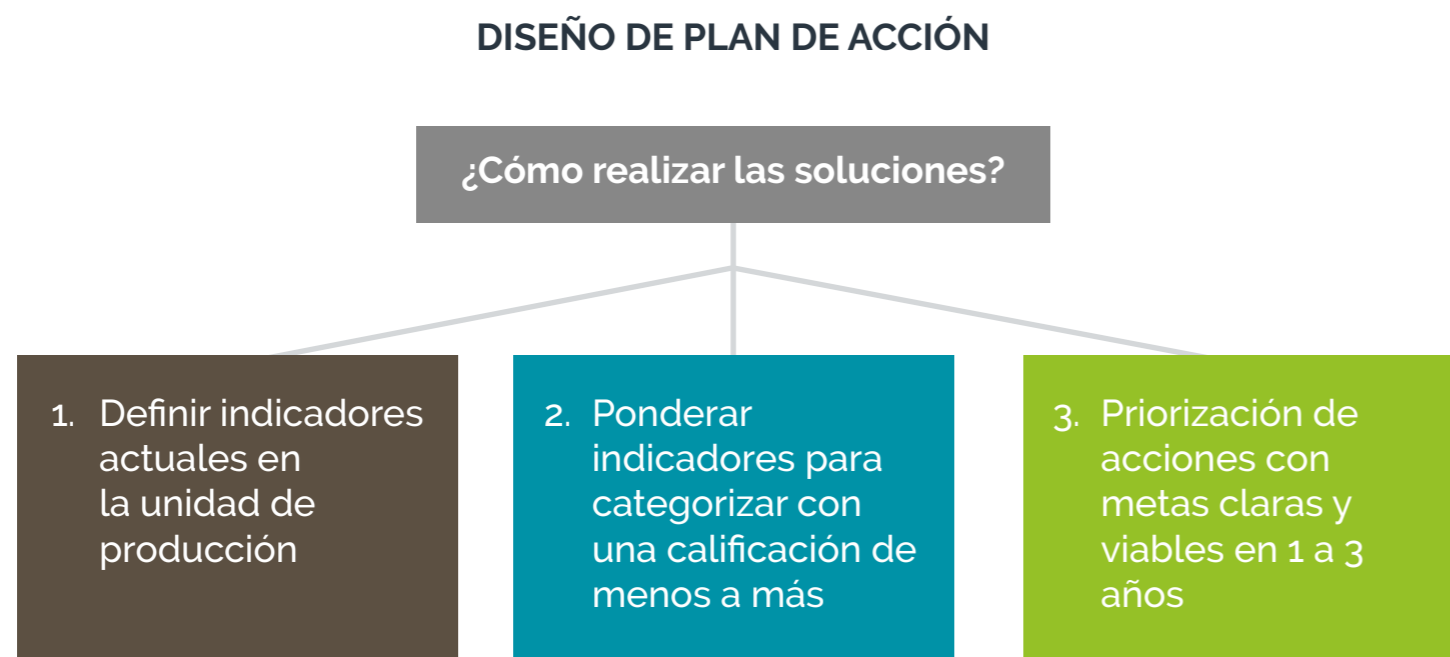 DISEÑO DE PLAN DE ACCIÓN
¿Cómo realizar las soluciones?
1. Definir indicadores
actuales en
la unidad de
producción
2. Ponderar
indicadores para
categorizar con
una calificación de
menos a más
3. Priorización de
acciones con
metas claras y
viables en 1 a 3
años